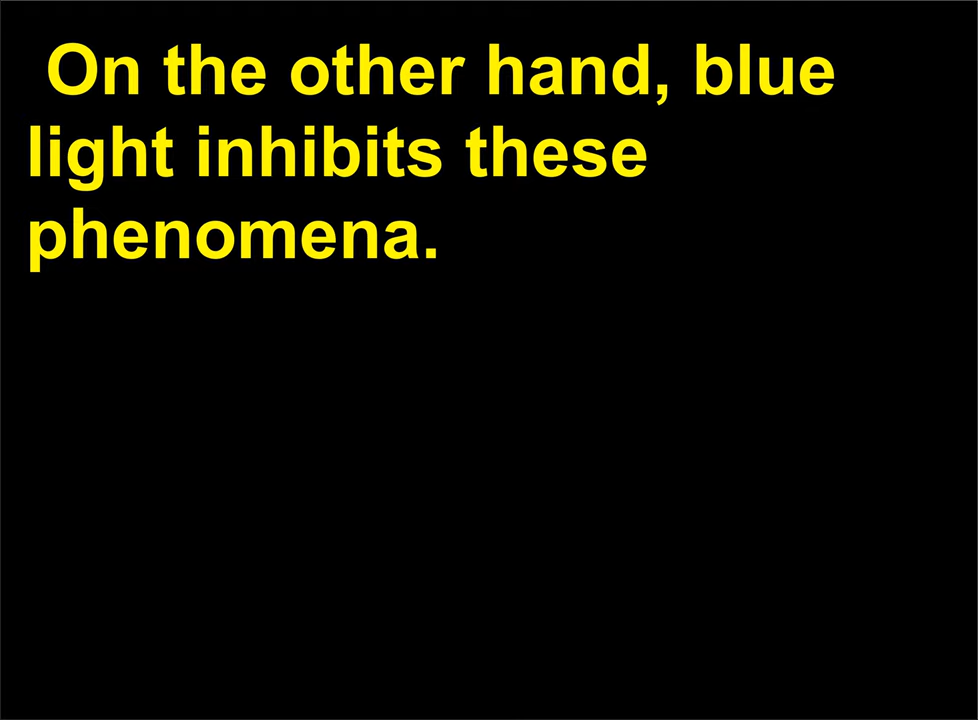 On the other hand, blue
light inhibits these
phenomena.